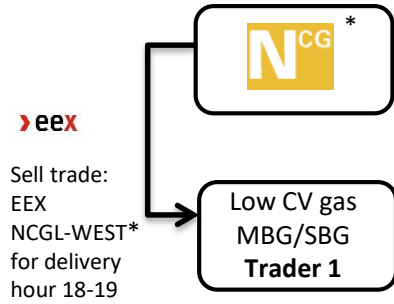 NCG *
›eex
Sell trade:
EEX
NCGL-WEST*
for delivery
hour 18-19
Low CV gas
MBG/SBG
Trader 1